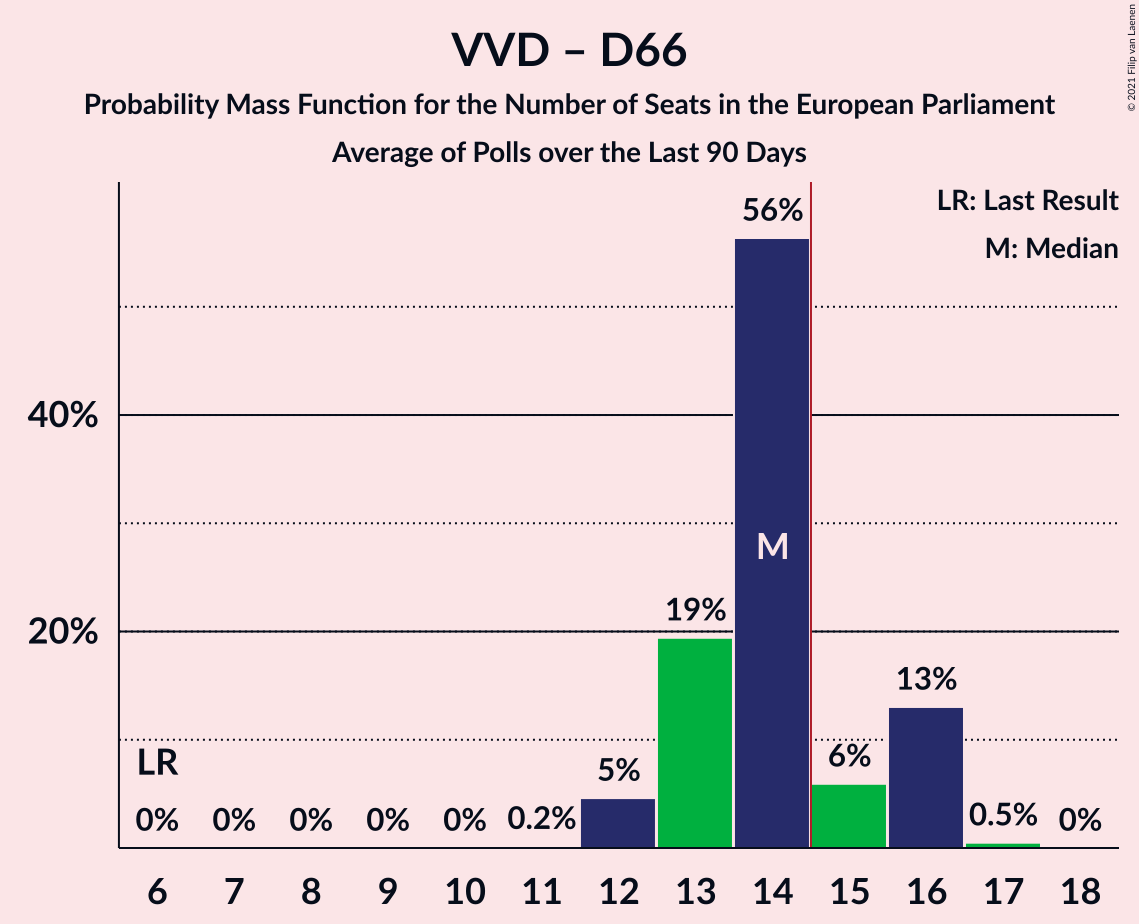 VVD – D66
Probability Mass Function for the Number of Seats in the European Parliament
Average of Polls over the Last 90 Days
© 2021 Filip van Laenen
LR: Last Result
M: Median
56%
40%
M
19%
20%
13%
LR
6%
5%
0% 0% 0% 0% 0% 0.2% 0.5% 0%
6 7 8 9 10 11 12 13 14 15 16 17 18